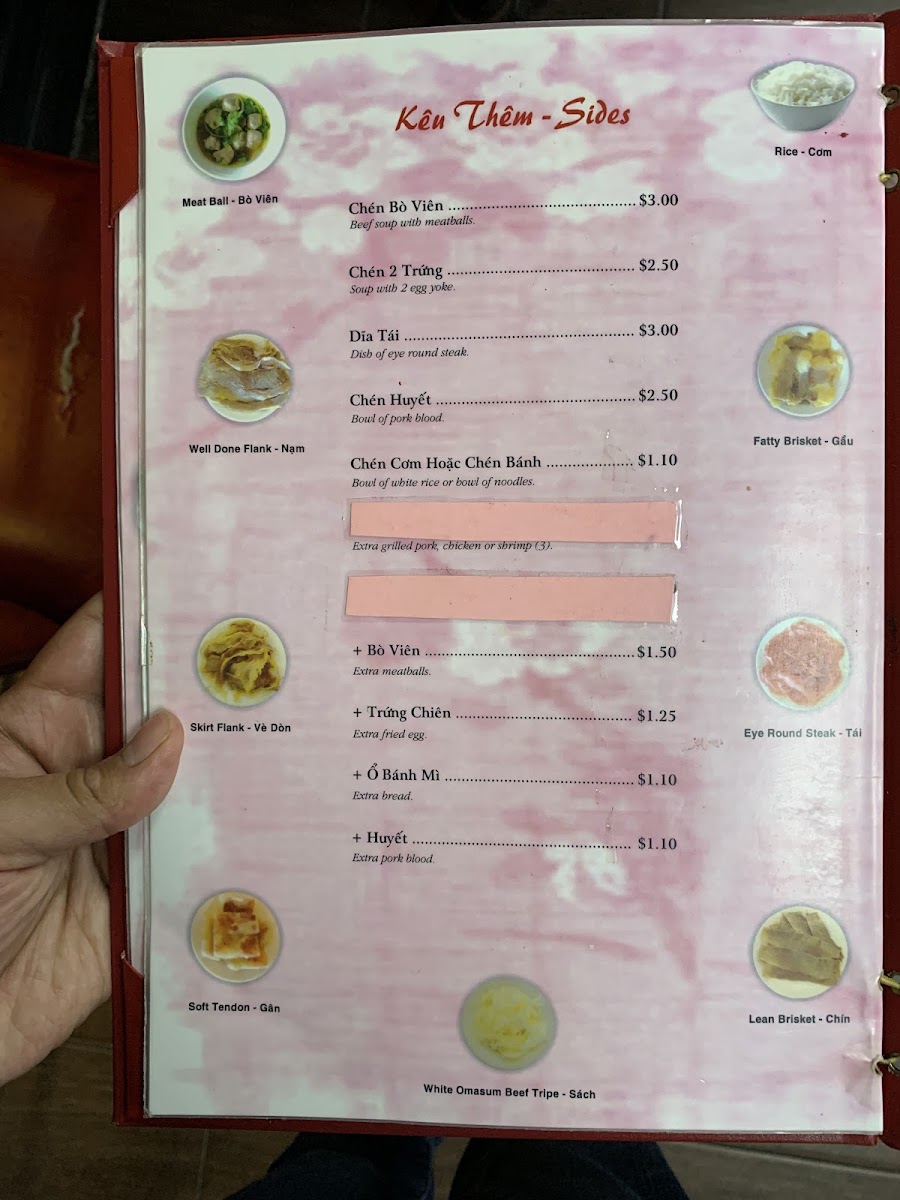 Kêu Thêm - Sides
Rice - Cơm
Meat Ball - Bò Viên
Chén Bò Viên ............................................. $3.00
Beef soup with meatballs.
Chén 2 Trứng ............................................. $2.50
Soup with 2 egg yoke.
Dĩa Tái ....................................................... $3.00
Dish of eye round steak.
Chén Huyết ............................................... $2.50
Bowl of pork blood.
Well Done Flank - Nạm
Fatty Brisket - Gầu
Chén Cơm Hoặc Chén Bánh ..................... $1.10
Bowl of white rice or bowl of noodles.
Extra grilled pork, chicken or shrimp (3).
+ Bò Viên .................................................. $1.50
Extra meatballs.
+ Trứng Chiên .......................................... $1.25
Extra fried egg.
Skirt Flank - Vè Dòn
Eye Round Steak - Tái
+ Ổ Bánh Mì ............................................. $1.10
Extra bread.
+ Huyết .................................................... $1.10
Extra pork blood.
Soft Tendon - Gân
Lean Brisket - Chín
White Omasum Beef Tripe - Sách